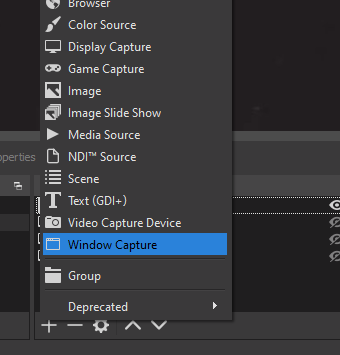 Browser
Color Source
Display Capture
Game Capture
Image
Image Slide Show
Media Source
NDI™ Source
Scene
Text (GDI+)
Video Capture Device
Window Capture
Group
Deprecated